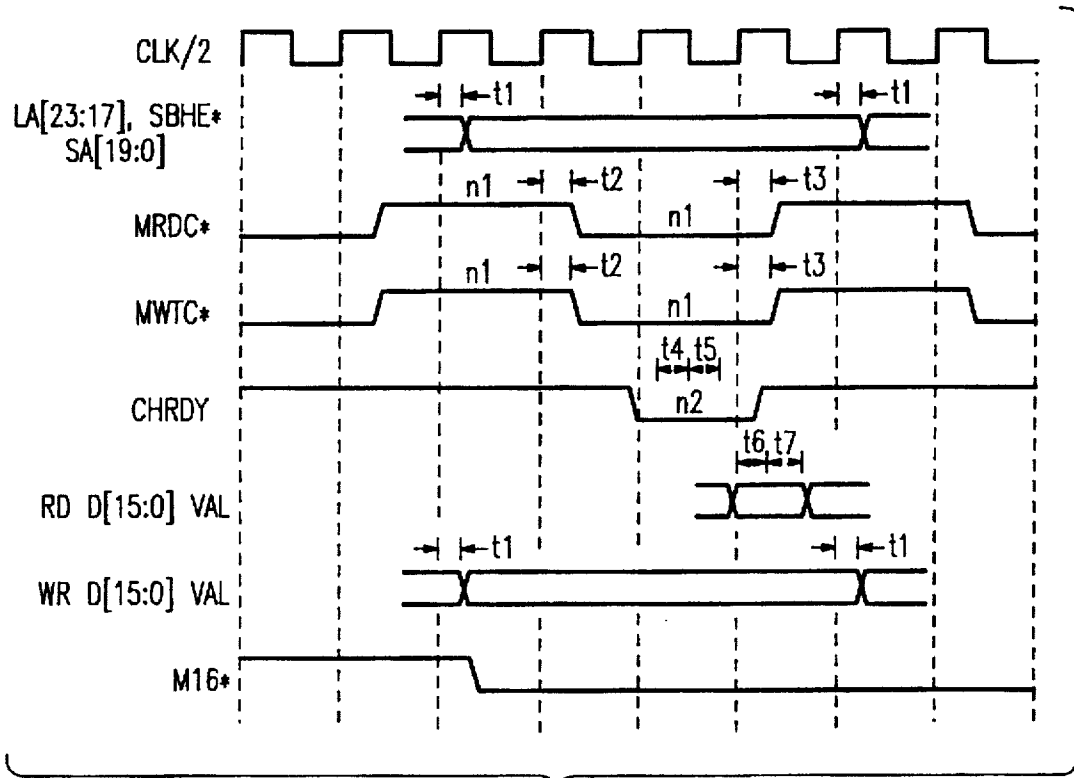 CLK/2
t1 t1
LA[23:17], SBHE*
SA[19:0]
n1 t2 t3
MRDC* n1
n1 t2 t3
MWTC* n1
t4 t5
CHRDY n2
t6 t7
RD D[15:0] VAL
t1 t1
WR D[15:0] VAL
M16*